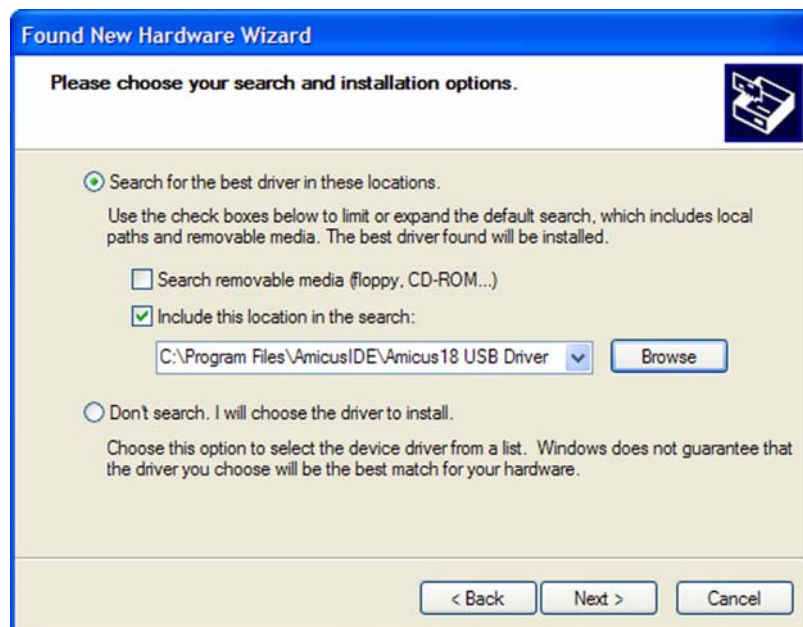 Found New Hardware Wizard
Please choose your search and installation options.
Search for the best driver in these locations.
Use the check boxes below to limit or expand the default search, which includes local
paths and removable media. The best driver found will be installed.
Search removable media (floppy, CD-ROM...)
Include this location in the search:
C:\Program Files\AmicusIDE\Amicus18 USB Driver
Browse
Don't search. I will choose the driver to install.
Choose this option to select the device driver from a list. Windows does not guarantee that
the driver you choose will be the best match for your hardware.
< Back Next > Cancel